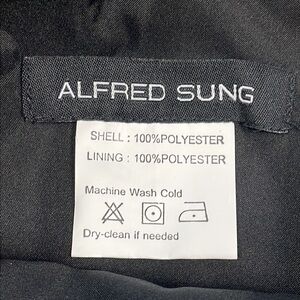 ALFRED SUNG
SHELL : 100%POLYESTER
LINING : 100%POLYESTER
Machine Wash Cold
Dry-clean if needed